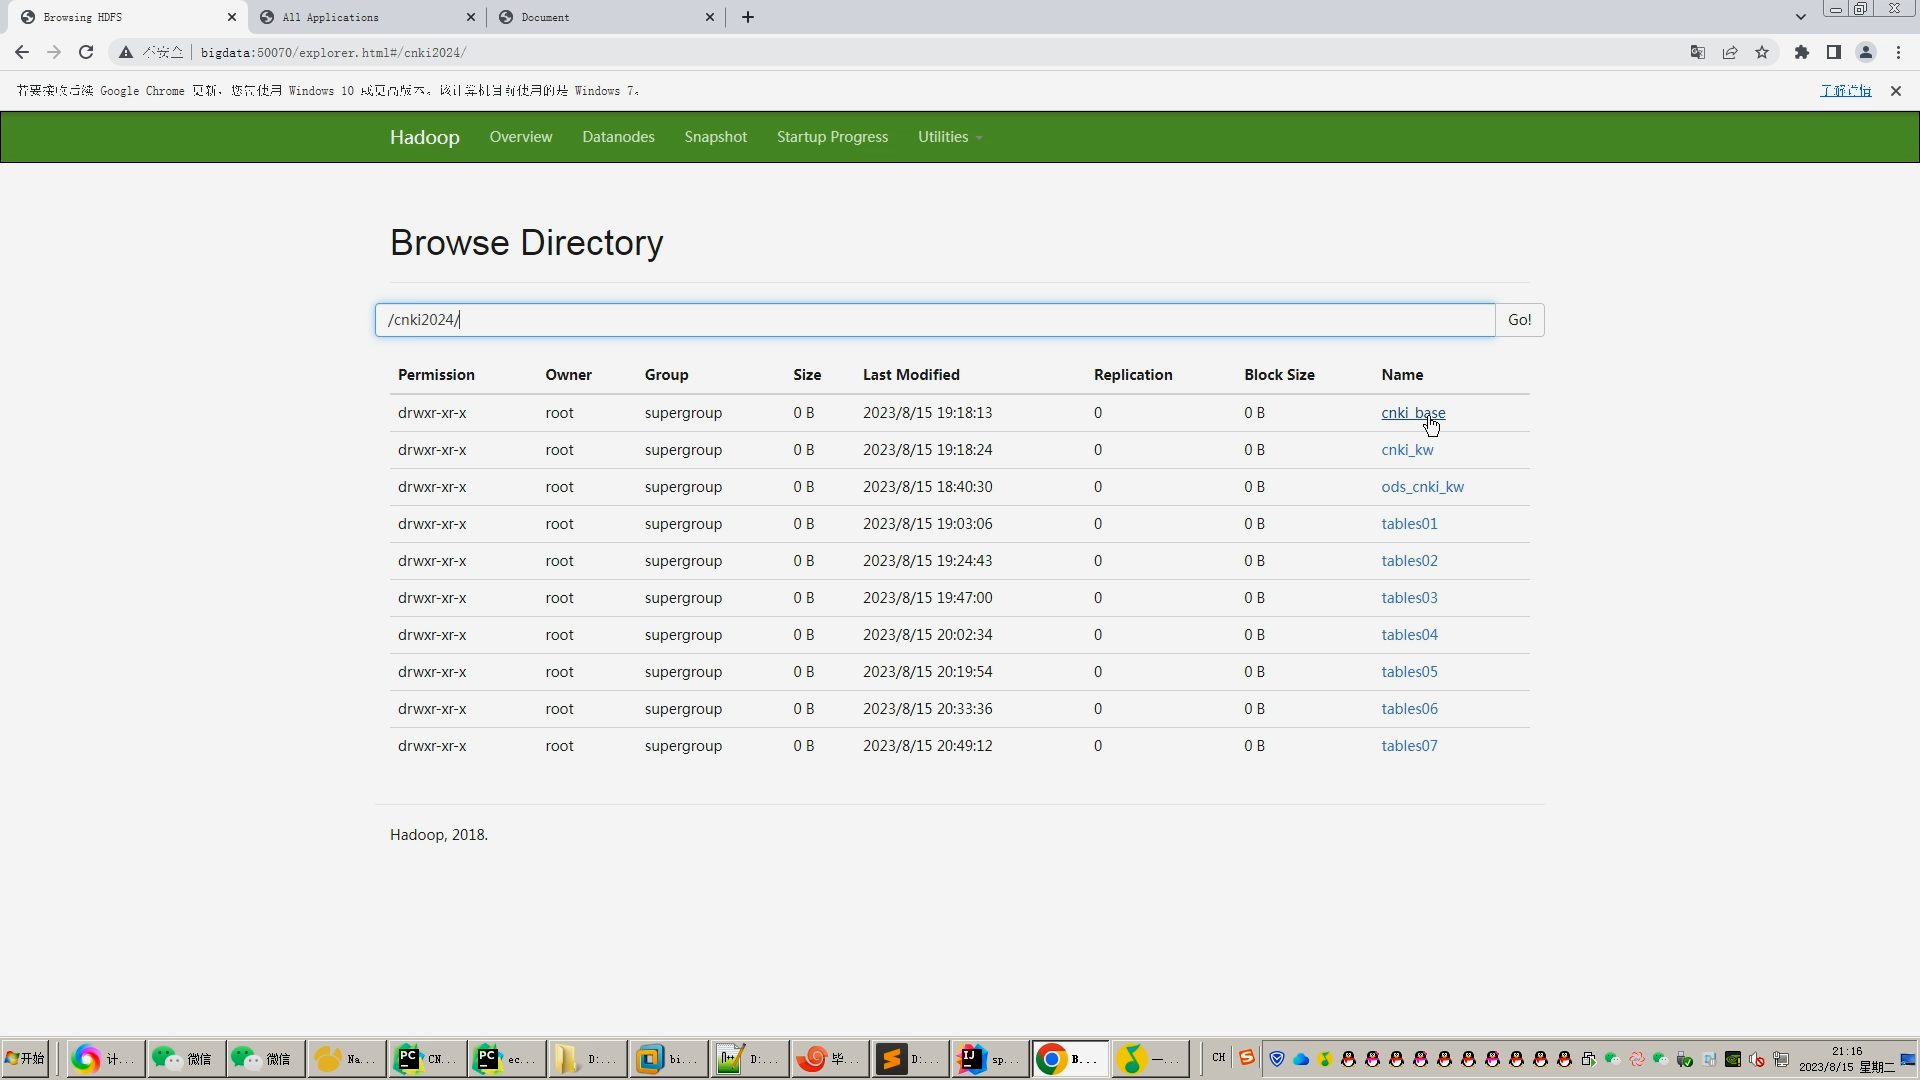 Browsing HDFS
All Applications
Document
不安全 bigdata:50070/explorer.html#/cnki2024/
若要接收后续 Google Chrome 更新，您需使用 Windows 10 或更高版本。该计算机目前使用的是 Windows 7。
了解详情
Hadoop Overview Datanodes Snapshot Startup Progress Utilities
Browse Directory
/cnki2024/ Go!
Permission Owner Group Size Last Modified Replication Block Size Name
drwxr-xr-x root supergroup 0 B 2023/8/15 19:18:13 0 0 B cnki_base
drwxr-xr-x root supergroup 0 B 2023/8/15 19:18:24 0 0 B cnki_kw
drwxr-xr-x root supergroup 0 B 2023/8/15 18:40:30 0 0 B ods_cnki_kw
drwxr-xr-x root supergroup 0 B 2023/8/15 19:03:06 0 0 B tables01
drwxr-xr-x root supergroup 0 B 2023/8/15 19:24:43 0 0 B tables02
drwxr-xr-x root supergroup 0 B 2023/8/15 19:47:00 0 0 B tables03
drwxr-xr-x root supergroup 0 B 2023/8/15 20:02:34 0 0 B tables04
drwxr-xr-x root supergroup 0 B 2023/8/15 20:19:54 0 0 B tables05
drwxr-xr-x root supergroup 0 B 2023/8/15 20:33:36 0 0 B tables06
drwxr-xr-x root supergroup 0 B 2023/8/15 20:49:12 0 0 B tables07
Hadoop, 2018.
开始 计... 微信 微信 Na... CN... ec... D:... bi... D:... 毕... D:... sp... B... 一... CH
21:16
2023/8/15 星期二